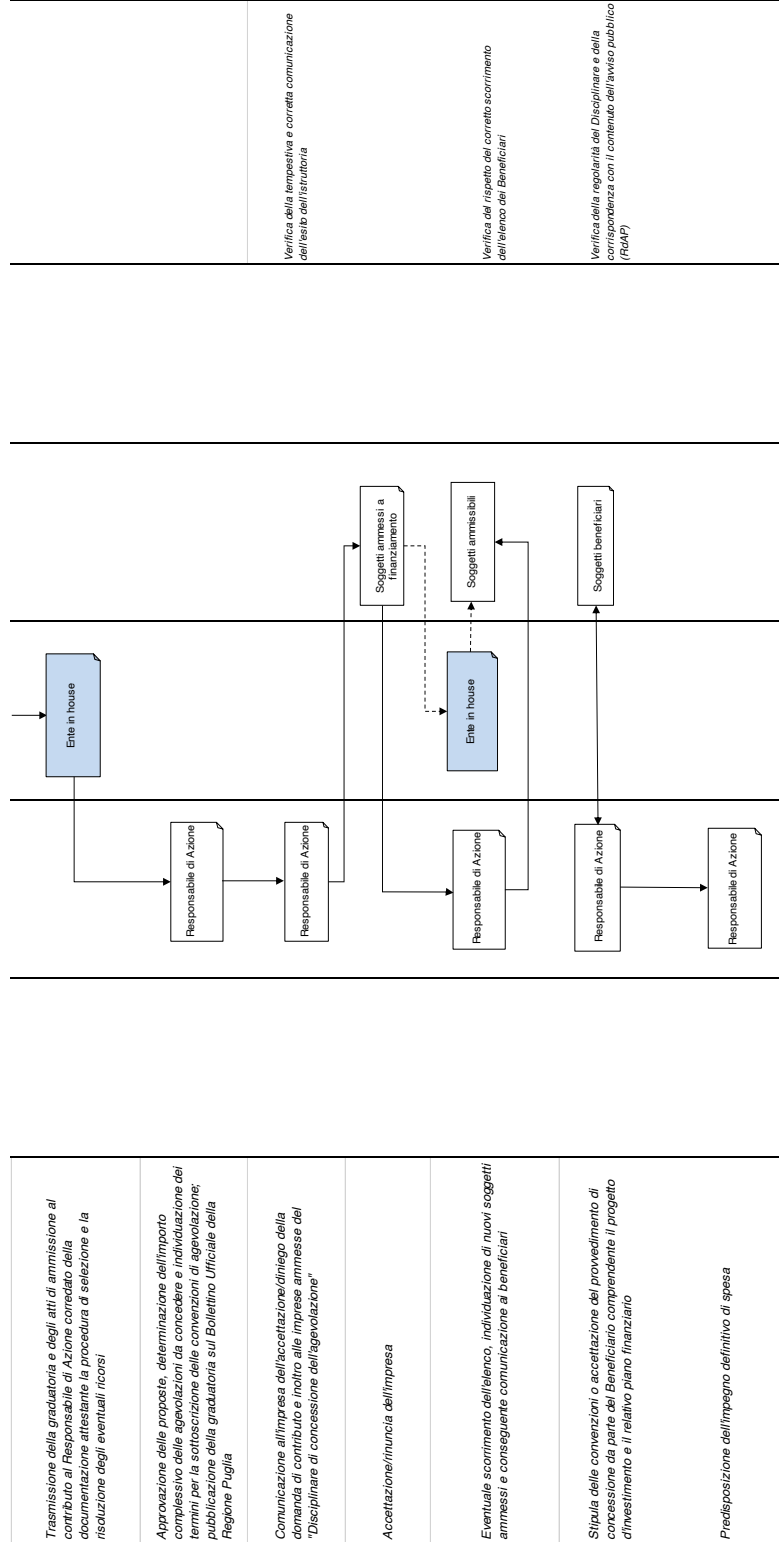 Trasmissione della graduatoria e degli atti di ammissione al
contributo al Responsabile di Azione corredato della
documentazione attestante la procedura di selezione e la
risoluzione degli eventuali ricorsi
Ente in house
Approvazione delle proposte, determinazione dell'importo
complessivo delle agevolazioni da concedere e individuazione dei
termini per la sottoscrizione delle convenzioni di agevolazione;
pubblicazione della graduatoria sul Bollettino Ufficiale della
Regione Puglia
Responsabile di Azione
Comunicazione all'impresa dell'accettazione/diniego della
domanda di contributo e inoltro alle imprese ammesse del
"Disciplinare di concessione dell'agevolazione"
Responsabile di Azione
Verifica della tempestiva e corretta comunicazione
dell'esito dell'istruttoria
Accettazione/rinuncia dell'impresa
Soggetti ammessi a
finanziamento
Eventuale scorrimento dell'elenco, individuazione di nuovi soggetti
ammessi e conseguente comunicazione ai beneficiari
Responsabile di Azione
Ente in house
Soggetti ammissibili
Verifica del rispetto del corretto scorrimento
dell'elenco dei Beneficiari
Stipula delle convenzioni o accettazione del provvedimento di
concessione da parte del Beneficiario comprendente il progetto
d'investimento e il relativo piano finanziario
Responsabile di Azione
Soggetti beneficiari
Verifica della regolarità del Disciplinare e della
corrispondenza con il contenuto dell'avviso pubblico
(RdAP)
Predisposizione dell'impegno definitivo di spesa
Responsabile di Azione